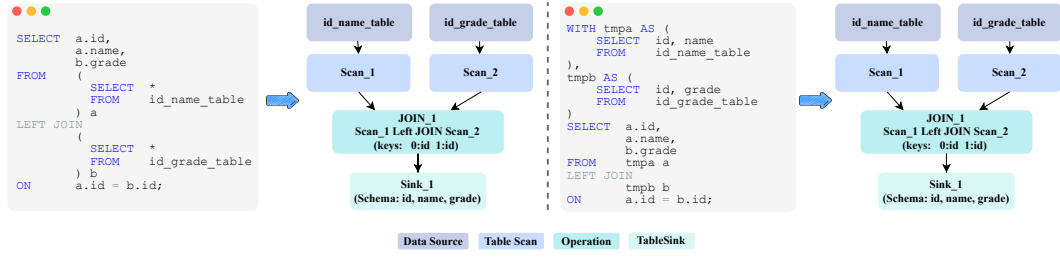 SELECT a.id,
a.name,
b.grade
FROM (
SELECT *
FROM id_name_table
) a
LEFT JOIN
(
SELECT *
FROM id_grade_table
) b
ON a.id = b.id;
id_name_table id_grade_table
Scan_1 Scan_2
JOIN_1
Scan_1 Left JOIN Scan_2
(keys: 0:id 1:id)
Sink_1
(Schema: id, name, grade)
WITH tmpa AS (
SELECT id, name
FROM id_name_table
),
tmpb AS (
SELECT id, grade
FROM id_grade_table
)
SELECT a.id,
a.name,
b.grade
FROM tmpa a
LEFT JOIN
tmpb b
ON a.id = b.id;
id_name_table id_grade_table
Scan_1 Scan_2
JOIN_1
Scan_1 Left JOIN Scan_2
(keys: 0:id 1:id)
Sink_1
(Schema: id, name, grade)
Data Source Table Scan Operation TableSink